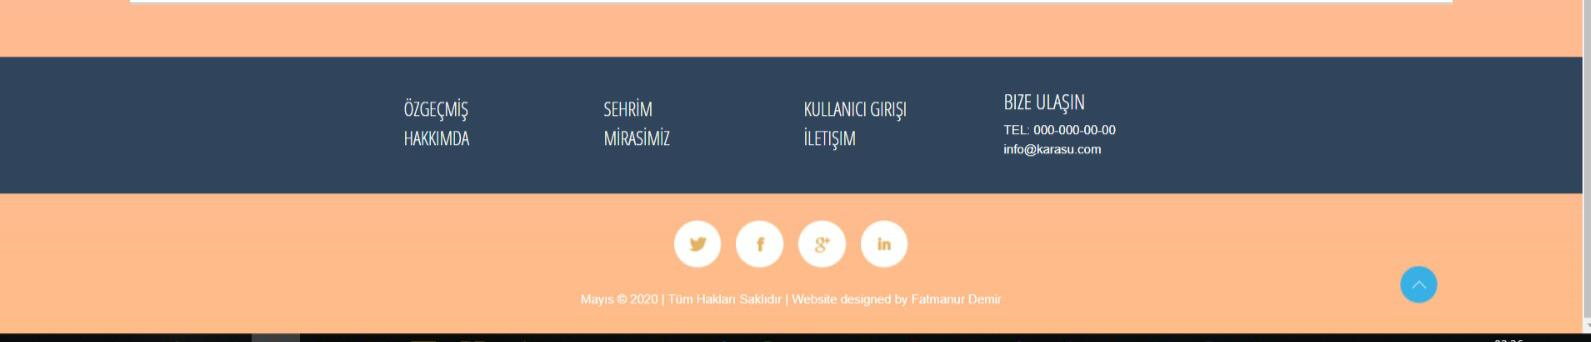 ÖZGEÇMİŞ
HAKKIMDA
SEHRİM
MİRASİMİZ
KULLANICI GIRIŞI
İLETIŞIM
BIZE ULAŞIN
TEL: 000-000-00-00
info@karasu.com
Mayıs © 2020 | Tüm Hakları Saklıdır | Website designed by Fatmanur Demir